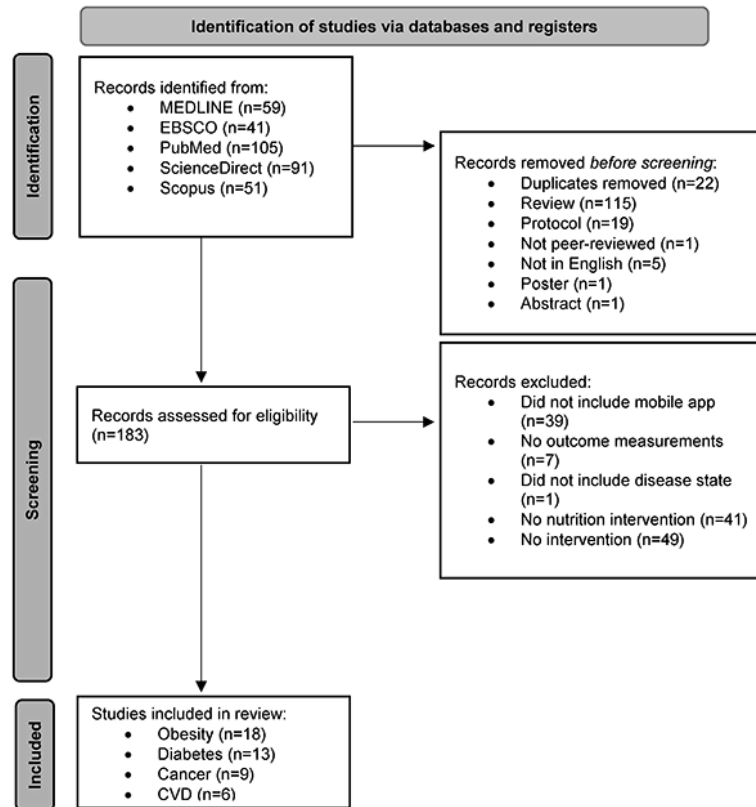 Identification of studies via databases and registers
Identification
Records identified from:
• MEDLINE (n=59)
• EBSCO (n=41)
• PubMed (n=105)
• ScienceDirect (n=91)
• Scopus (n=51)
Records removed before screening:
• Duplicates removed (n=22)
• Review (n=115)
• Protocol (n=19)
• Not peer-reviewed (n=1)
• Not in English (n=5)
• Poster (n=1)
• Abstract (n=1)
Screening
Records assessed for eligibility
(n=183)
Records excluded:
• Did not include mobile app
(n=39)
• No outcome measurements
(n=7)
• Did not include disease state
(n=1)
• No nutrition intervention (n=41)
• No intervention (n=49)
Included
Studies included in review:
• Obesity (n=18)
• Diabetes (n=13)
• Cancer (n=9)
• CVD (n=6)